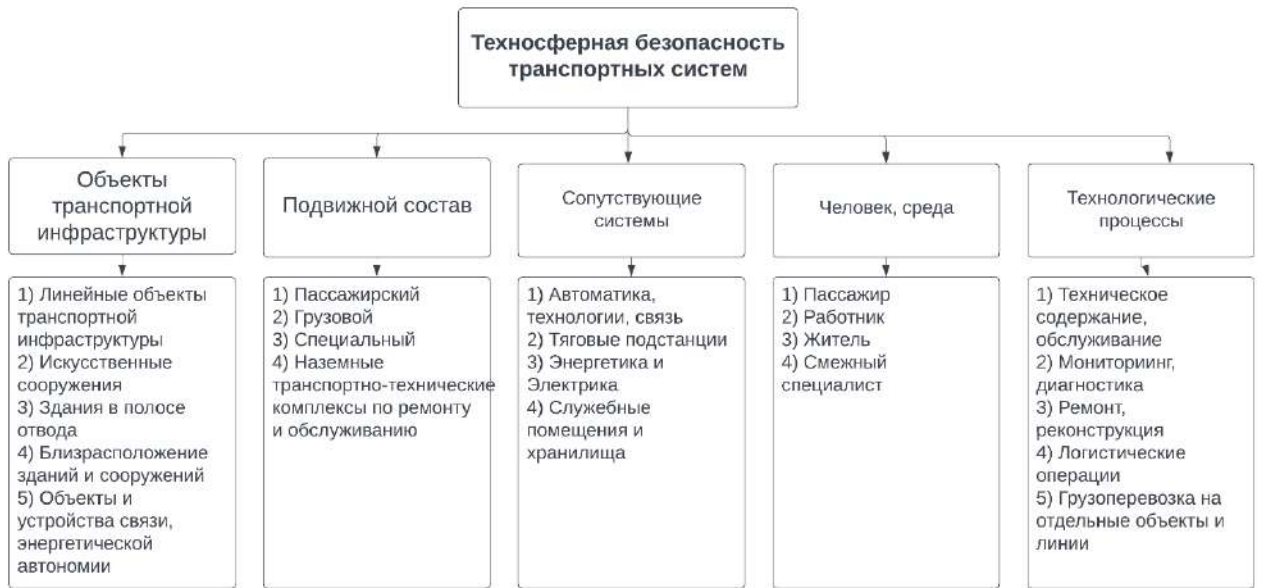 Техносферная безопасность
транспортных систем
Объекты
транспортной
инфраструктуры
Подвижной состав
Сопутствующие
системы
Человек, среда
Технологические
процессы
1) Линейные объекты
транспортной
инфраструктуры
2) Искусственные
сооружения
3) Здания в полосе
отвода
4) Близрасположение
зданий и сооружений
5) Объекты и
устройства связи,
энергетической
автономии
1) Пассажирский
2) Грузовой
3) Специальный
4) Наземные
транспортно-технические
комплексы по ремонту
и обслуживанию
1) Автоматика,
технологии, связь
2) Тяговые подстанции
3) Энергетика и
Электрика
4) Служебные
помещения и
хранилища
1) Пассажир
2) Работник
3) Житель
4) Смежный
специалист
1) Техническое
содержание,
обслуживание
2) Мониториинг,
диагностика
3) Ремонт,
реконструкция
4) Логистические
операции
5) Грузоперевозка на
отдельные объекты и
линии